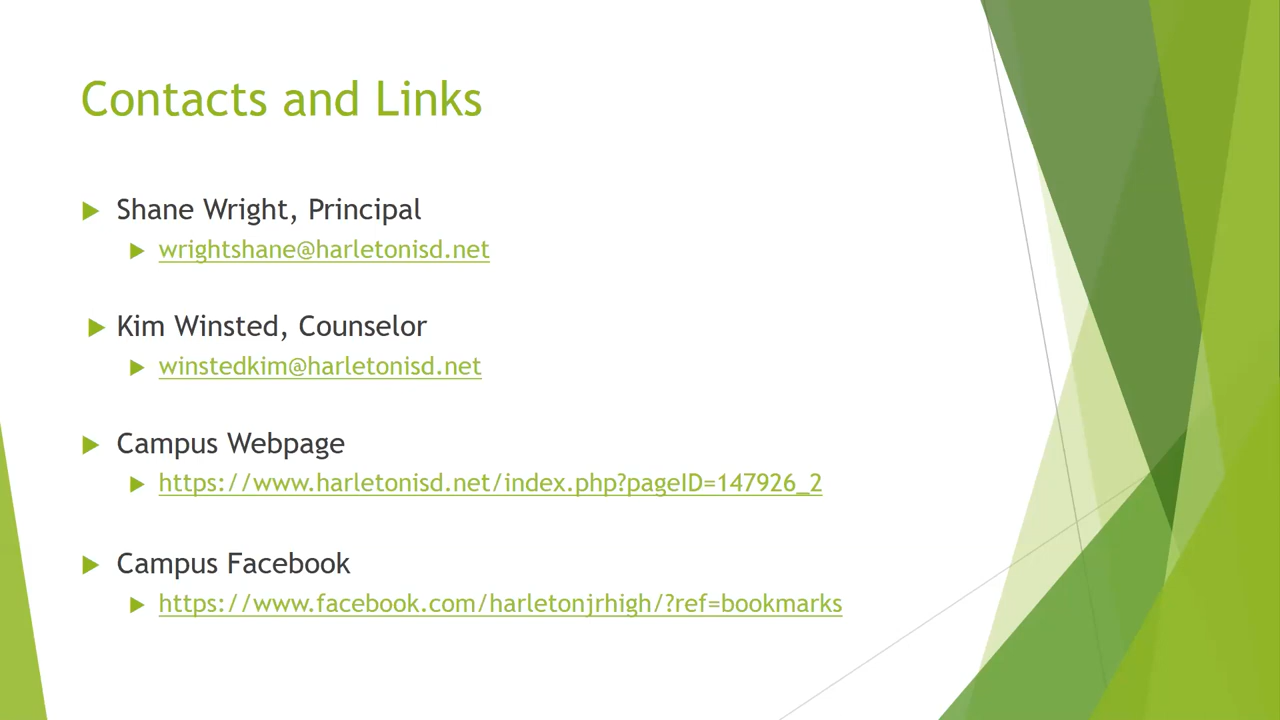 Contacts and Links
Shane Wright, Principal
wrightshane@harletonisd.net
Kim Winsted, Counselor
winstedkim@harletonisd.net
Campus Webpage
https://www.harletonisd.net/index.php?pageID=147926_2
Campus Facebook
https://www.facebook.com/harletonjrhigh/?ref=bookmarks